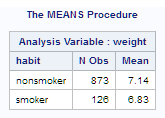 The MEANS Procedure
Analysis Variable : weight
habit N Obs Mean
nonsmoker 873 7.14
smoker 126 6.83